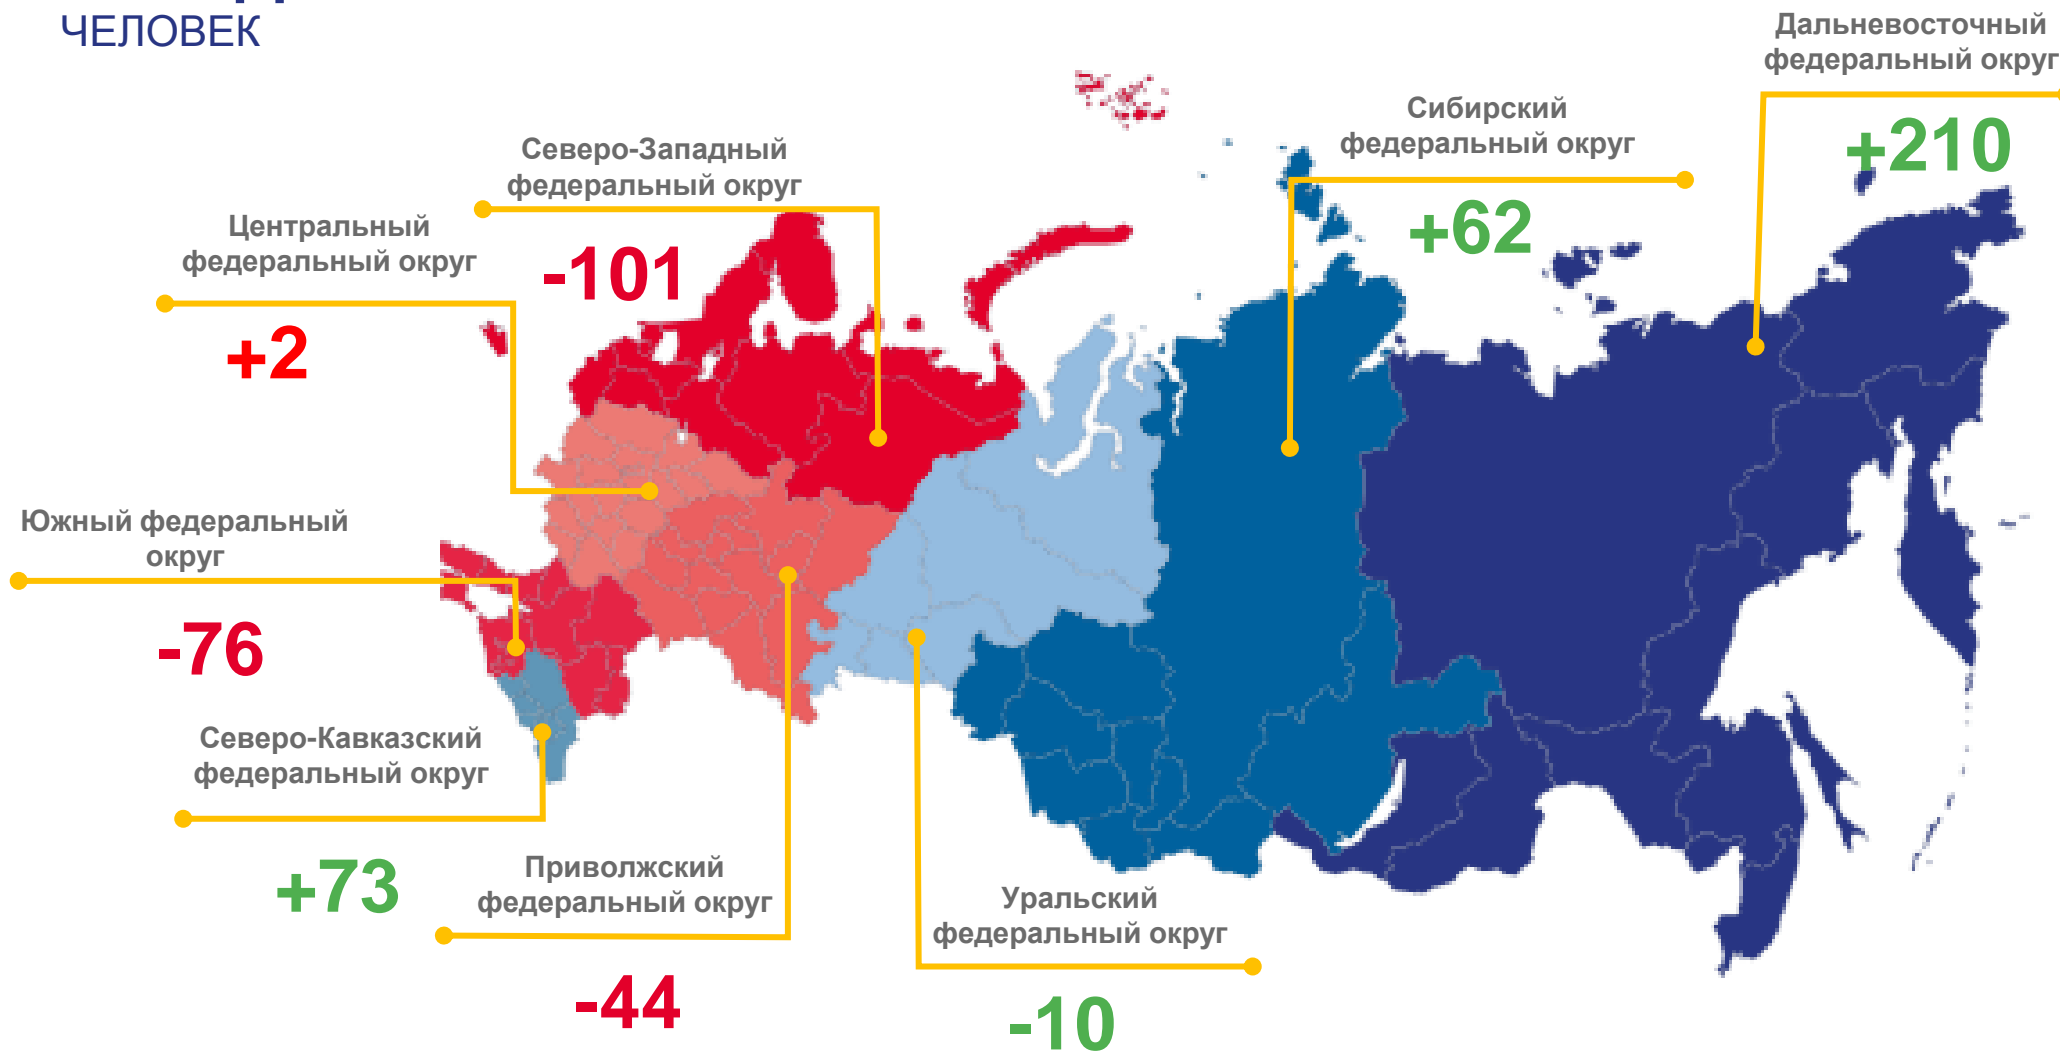 ЧЕЛОВЕК
Дальневосточный
федеральный округ
+210
Сибирский
федеральный округ
+62
Северо-Западный
федеральный округ
-101
Центральный
федеральный округ
+2
Южный федеральный
округ
-76
Северо-Кавказский
федеральный округ
+73
Приволжский
федеральный округ
-44
Уральский
федеральный округ
-10